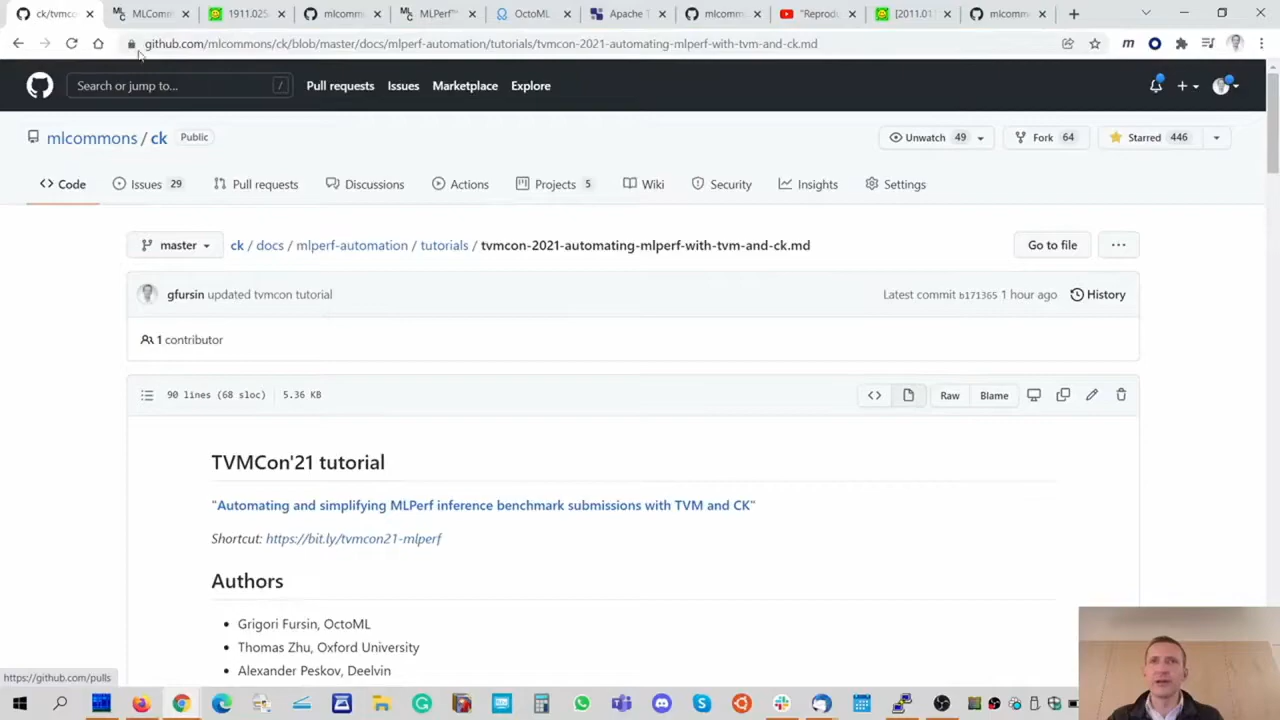 ck/tvmco
MLComm
1911.025
mlcomm
MLPerf™
OctoML
Apache T
mlcomm
"Reprodu
[2011.01
mlcomm
github.com/mlcommons/ck/blob/master/docs/mlperf-automation/tutorials/tvmcon-2021-automating-mlperf-with-tvm-and-ck.md
Search or jump to... /
Pull requests Issues Marketplace Explore
mlcommons / ck Public
Unwatch 49 Fork 64 Starred 446
Code Issues 29 Pull requests Discussions Actions Projects 5 Wiki Security Insights Settings
master ck / docs / mlperf-automation / tutorials / tvmcon-2021-automating-mlperf-with-tvm-and-ck.md Go to file ...
gfursin updated tvmcon tutorial Latest commit b171365 1 hour ago History
1 contributor
90 lines (68 sloc) 5.36 KB Raw Blame
TVMCon'21 tutorial
"Automating and simplifying MLPerf inference benchmark submissions with TVM and CK"
Shortcut: https://bit.ly/tvmcon21-mlperf
Authors
Grigori Fursin, OctoML
Thomas Zhu, Oxford University
Alexander Peskov, Deelvin
https://github.com/pulls